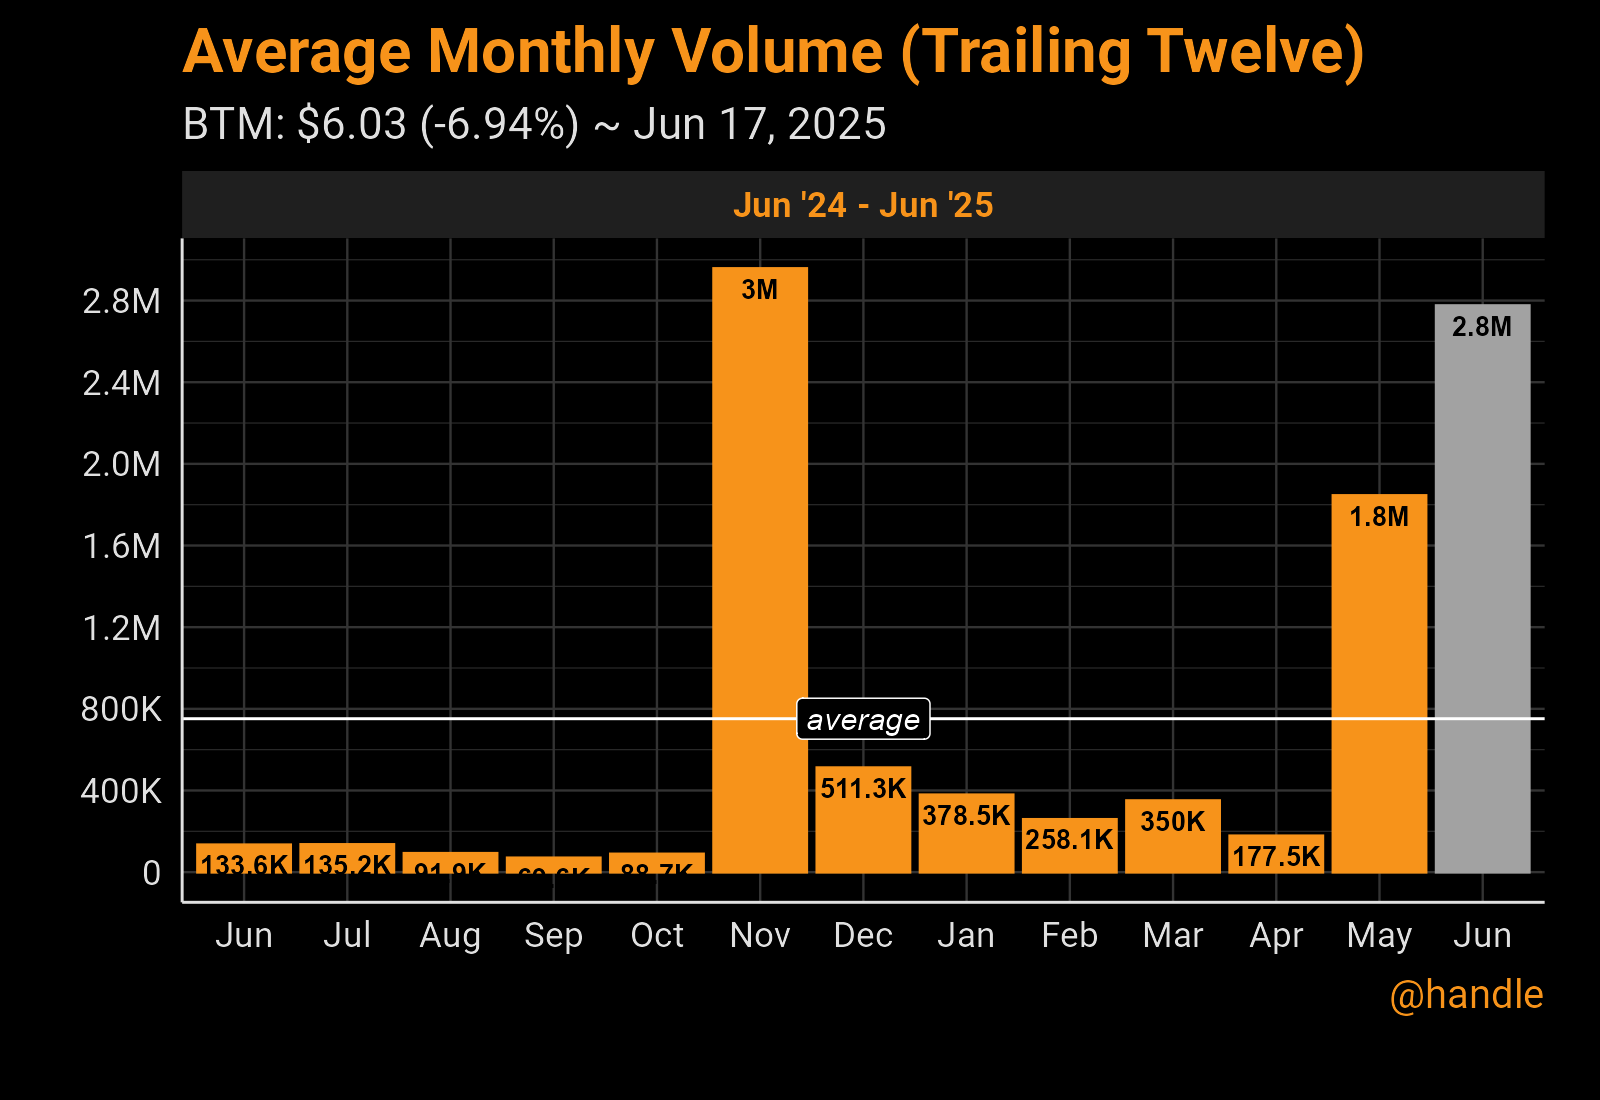 Average Monthly Volume (Trailing Twelve)
BTM: $6.03 (-6.94%) ~ Jun 17, 2025
Jun '24 - Jun '25
2.8M
2.4M
2.0M
1.6M
1.2M
800K
400K
0
3M
2.8M
1.8M
average
511.3K
378.5K
258.1K
350K
177.5K
133.6K
135.2K
91.9K
88.7K
Jun Jul Aug Sep Oct Nov Dec Jan Feb Mar Apr May Jun
@handle